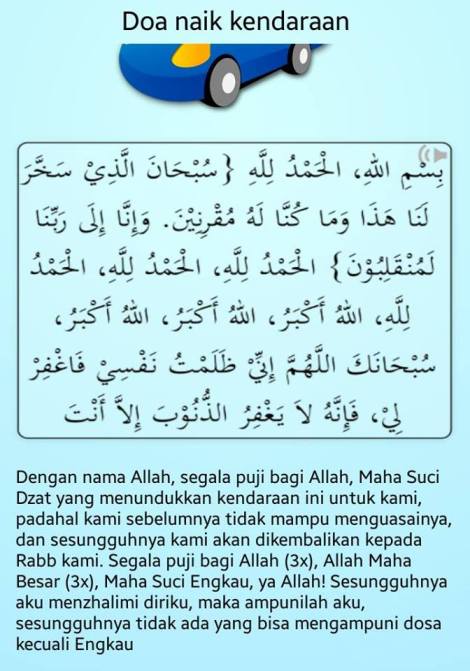 Doa naik kendaraan
بِسْمِ اللهِ، الْحَمْدُ لِلَّهِ {سُبْحَانَ الَّذِيْ سَخَّرَ
لَنَا هَذَا وَمَا كُنَّا لَهُ مُقْرِنِيْنَ. وَإِنَّا إِلَى رَبِّنَا
لَمُنْقَلِبُوْنَ} الْحَمْدُ لِلَّهِ، الْحَمْدُ لِلَّهِ، الْحَمْدُ
لِلَّهِ، اللهُ أَكْبَرُ، اللهُ أَكْبَرُ، اللهُ أَكْبَرُ،
سُبْحَانَكَ اللَّهُمَّ إِنِّيْ ظَلَمْتُ نَفْسِيْ فَاغْفِرْ
لِيْ، فَإِنَّهُ لَا يَغْفِرُ الذُّنُوْبَ إِلَّا أَنْتَ
Dengan nama Allah, segala puji bagi Allah, Maha Suci
Dzat yang menundukkan kendaraan ini untuk kami,
padahal kami sebelumnya tidak mampu menguasainya,
dan sesungguhnya kami akan dikembalikan kepada
Rabb kami. Segala puji bagi Allah (3x), Allah Maha
Besar (3x), Maha Suci Engkau, ya Allah! Sesungguhnya
aku menzhalimi diriku, maka ampunilah aku,
sesungguhnya tidak ada yang bisa mengampuni dosa
kecuali Engkau